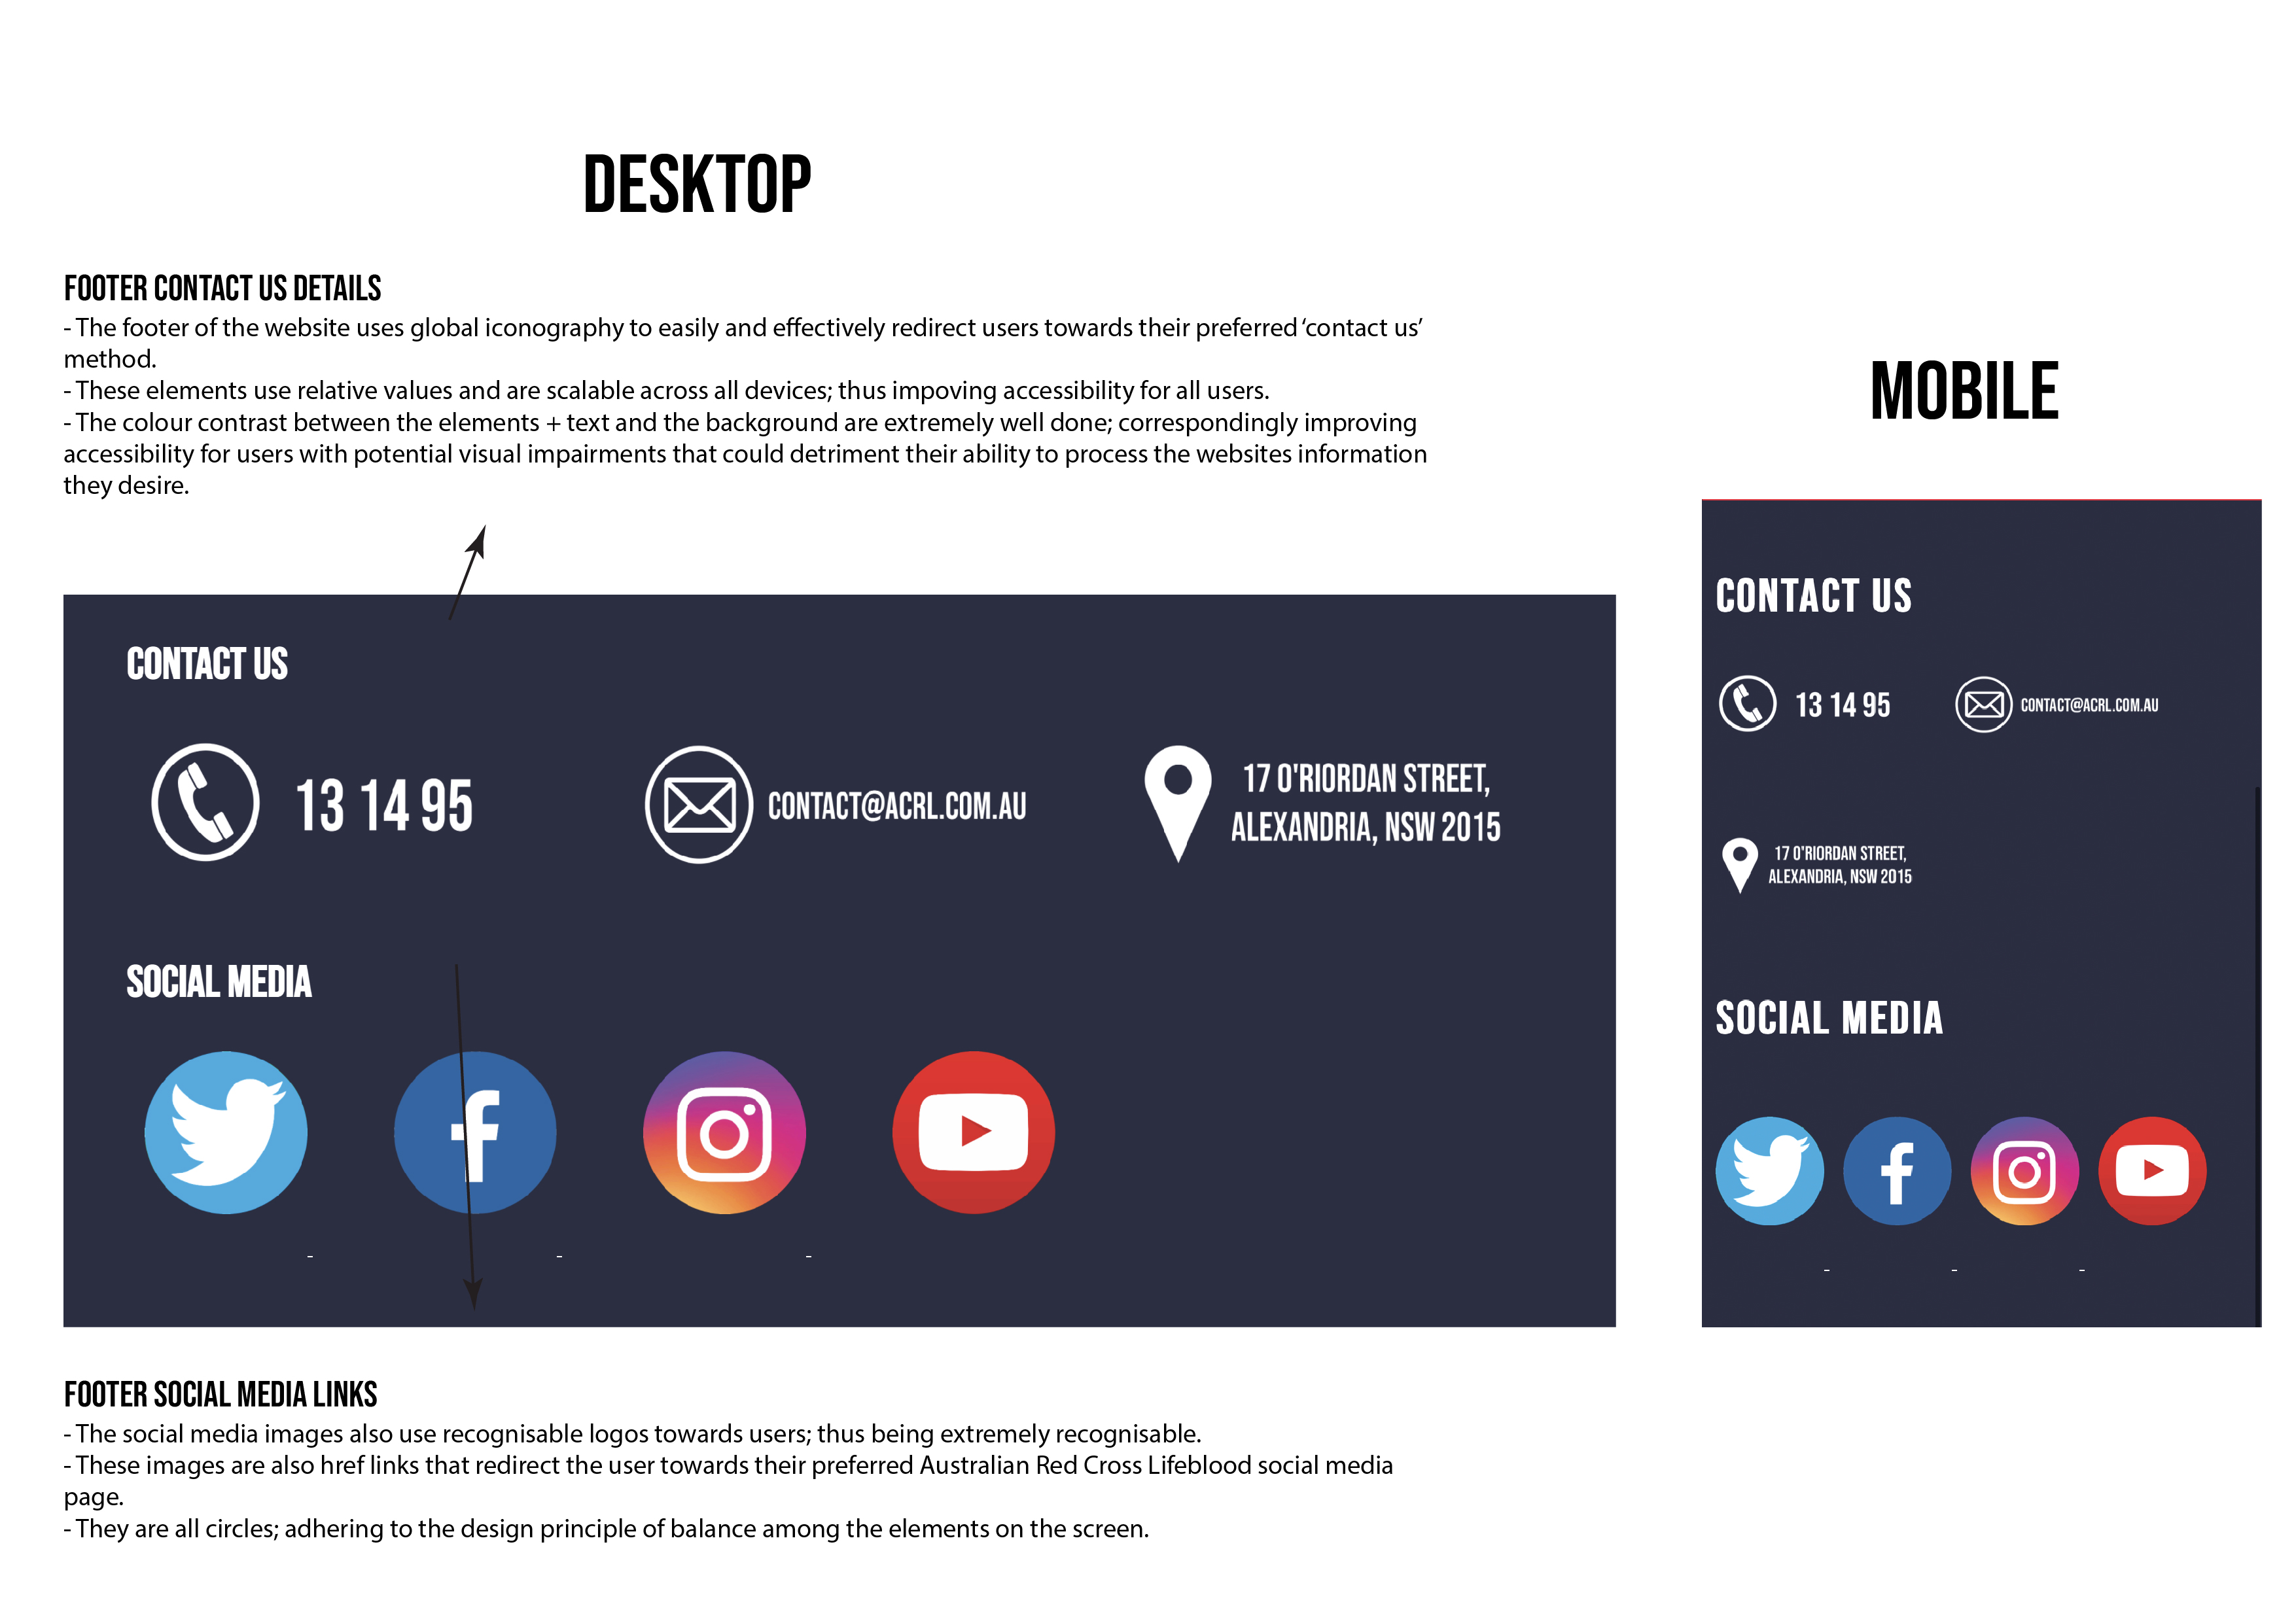 DESKTOP
FOOTER CONTACT US DETAILS
- The footer of the website uses global iconography to easily and effectively redirect users towards their preferred ‘contact us’
method.
- These elements use relative values and are scalable across all devices; thus impoving accessibility for all users.
- The colour contrast between the elements + text and the background are extremely well done; correspondingly improving
accessibility for users with potential visual impairments that could detriment their ability to process the websites information
they desire.
CONTACT US
13 14 95
CONTACT@ACRL.COM.AU
17 O'RIORDAN STREET,
ALEXANDRIA, NSW 2015
SOCIAL MEDIA
FOOTER SOCIAL MEDIA LINKS
- The social media images also use recognisable logos towards users; thus being extremely recognisable.
- These images are also href links that redirect the user towards their preferred Australian Red Cross Lifeblood social media
page.
- They are all circles; adhering to the design principle of balance among the elements on the screen.
MOBILE
CONTACT US
13 14 95
CONTACT@ACRL.COM.AU
17 O'RIORDAN STREET,
ALEXANDRIA, NSW 2015
SOCIAL MEDIA